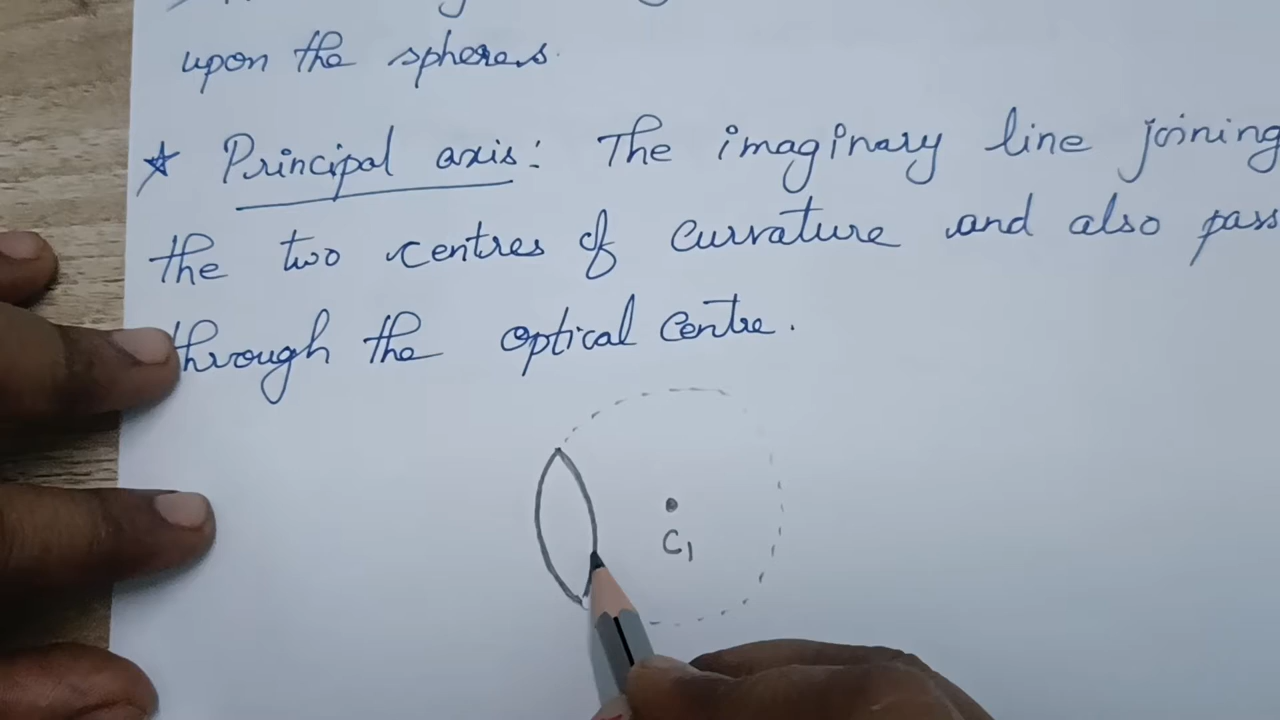 upon the spheres.
★ Principal axis: The imaginary line joining
the two centres of curvature and also pass
through the optical centre.
C1